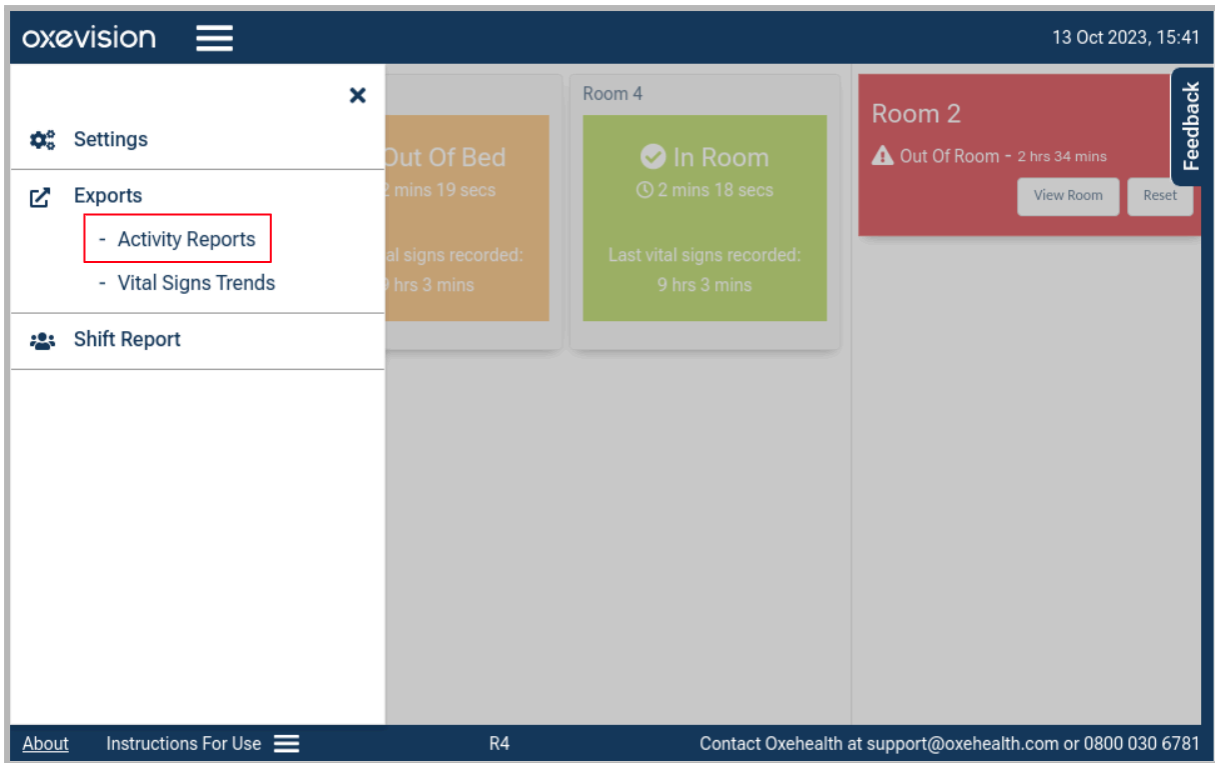 oxevision
13 Oct 2023, 15:41
Settings
Exports
- Activity Reports
- Vital Signs Trends
Shift Report
Out Of Bed
2 mins 19 secs
al signs recorded:
9 hrs 3 mins
Room 4
In Room
2 mins 18 secs
Last vital signs recorded:
9 hrs 3 mins
Room 2
Out Of Room - 2 hrs 34 mins
View Room
Reset
Feedback
About
Instructions For Use
R4
Contact Oxehealth at support@oxehealth.com or 0800 030 6781